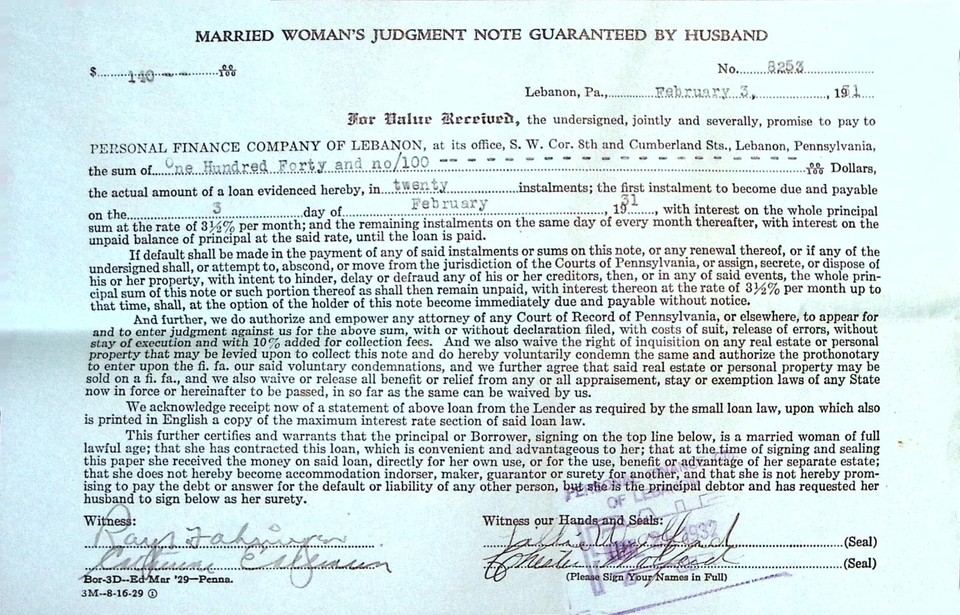 MARRIED WOMAN'S JUDGMENT NOTE GUARANTEED BY HUSBAND
$ 140 -- -- 00/100 No. 8253
Lebanon, Pa., February 3, , 1931
For Value Received, the undersigned, jointly and severally, promise to pay to
PERSONAL FINANCE COMPANY OF LEBANON, at its office, S. W. Cor. 8th and Cumberland Sts., Lebanon, Pennsylvania,
the sum of One Hundred Forty and no/100 -- -- -- -- -- -- -- -- -- 00/100 Dollars,
the actual amount of a loan evidenced hereby, in twenty instalments; the first instalment to become due and payable
on the 3 day of February , 1931, with interest on the whole principal
sum at the rate of 3½% per month; and the remaining instalments on the same day of every month thereafter, with interest on the
unpaid balance of principal at the said rate, until the loan is paid.
If default shall be made in the payment of any of said instalments or sums on this note, or any renewal thereof, or if any of the
undersigned shall, or attempt to, abscond, or move from the jurisdiction of the Courts of Pennsylvania, or assign, secrete, or dispose of
his or her property, with intent to hinder, delay or defraud any of his or her creditors, then, or in any of said events, the whole prin-
cipal sum of this note or such portion thereof as shall then remain unpaid, with interest thereon at the rate of 3½% per month up to
that time, shall, at the option of the holder of this note become immediately due and payable without notice.
And further, we do authorize and empower any attorney of any Court of Record of Pennsylvania, or elsewhere, to appear for
and to enter judgment against us for the above sum, with or without declaration filed, with costs of suit, release of errors, without
stay of execution and with 10% added for collection fees. And we also waive the right of inquisition on any real estate or personal
property that may be levied upon to collect this note and do hereby voluntarily condemn the same and authorize the prothonotary
to enter upon the fi. fa. our said voluntary condemnations, and we further agree that said real estate or personal property may be
sold on a fi. fa., and we also waive or release all benefit or relief from any or all appraisement, stay or exemption laws of any State
now in force or hereinafter to be passed, in so far as the same can be waived by us.
We acknowledge receipt now of a statement of above loan from the Lender as required by the small loan law, upon which also
is printed in English a copy of the maximum interest rate section of said loan law.
This further certifies and warrants that the principal or Borrower, signing on the top line below, is a married woman of full
lawful age; that she has contracted this loan, which is convenient and advantageous to her; that at the time of signing and sealing
this paper she received the money on said loan, directly for her own use, or for the use, benefit or advantage of her separate estate;
that she does not hereby become accommodation indorser, maker, guarantor or surety for another, and that she is not hereby prom-
ising to pay the debt or answer for the default or liability of any other person, but she is the principal debtor and has requested her
husband to sign below as her surety.
PERSONAL FINANCE CO.
OF LEBANON
PAID
1932
Witness: Witness our Hands and Seals:
Ray (Seal)
Catherine Chester (Seal)
(Please Sign Your Names in Full)
Bor-3D--Ed Mar '29--Penna.
3M--8-16-29 ①